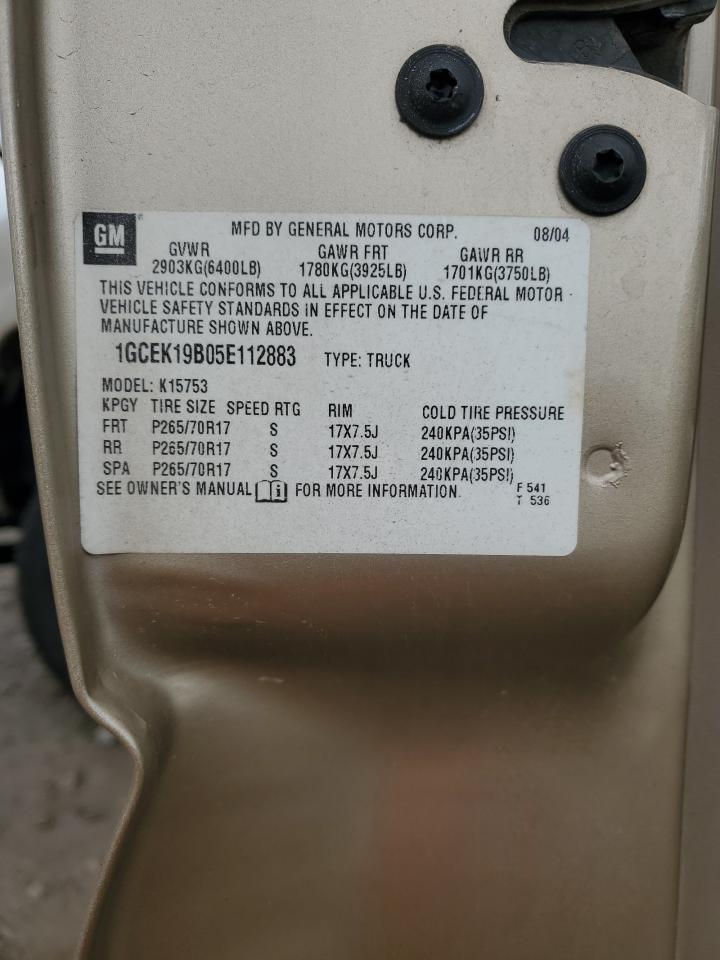 GM
MFD BY GENERAL MOTORS CORP. 08/04
GVWR GAWR FRT GAWR RR
2903KG(6400LB) 1780KG(3925LB) 1701KG(3750LB)
THIS VEHICLE CONFORMS TO ALL APPLICABLE U.S. FEDERAL MOTOR
VEHICLE SAFETY STANDARDS IN EFFECT ON THE DATE OF
MANUFACTURE SHOWN ABOVE.
1GCEK19B05E112883 TYPE: TRUCK
MODEL: K15753
KPGY TIRE SIZE SPEED RTG RIM COLD TIRE PRESSURE
FRT P265/70R17 S 17X7.5J 240KPA(35PSI)
RR P265/70R17 S 17X7.5J 240KPA(35PSI)
SPA P265/70R17 S 17X7.5J 240KPA(35PSI)
SEE OWNER'S MANUAL FOR MORE INFORMATION. F 541
T 536